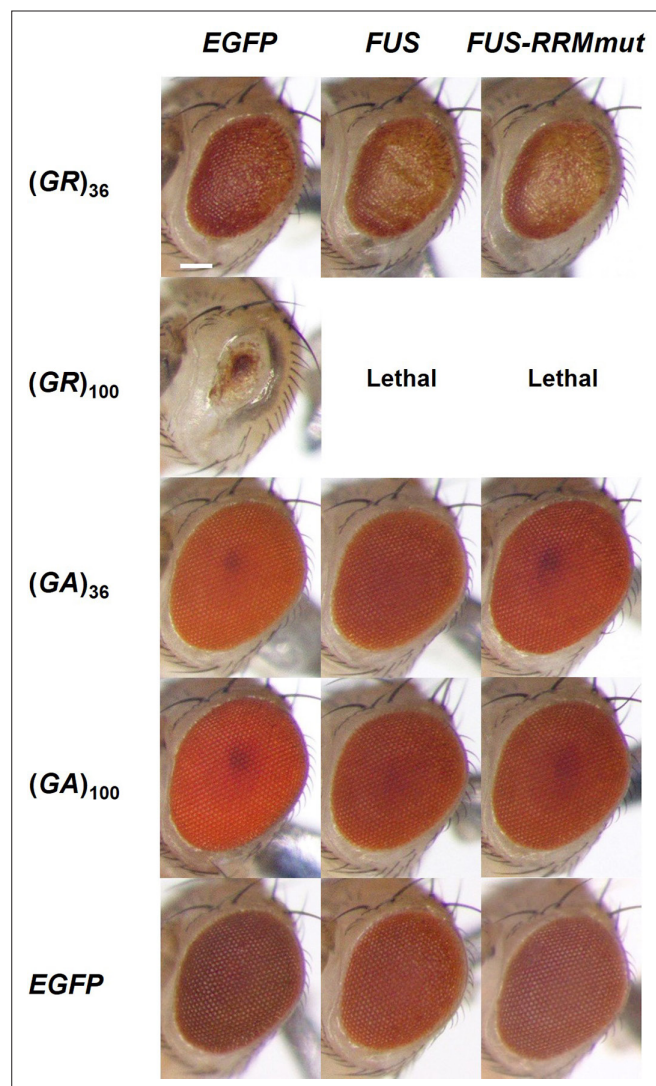 EGFP FUS FUS-RRMmut
(GR)36
(GR)100 Lethal Lethal
(GA)36
(GA)100
EGFP